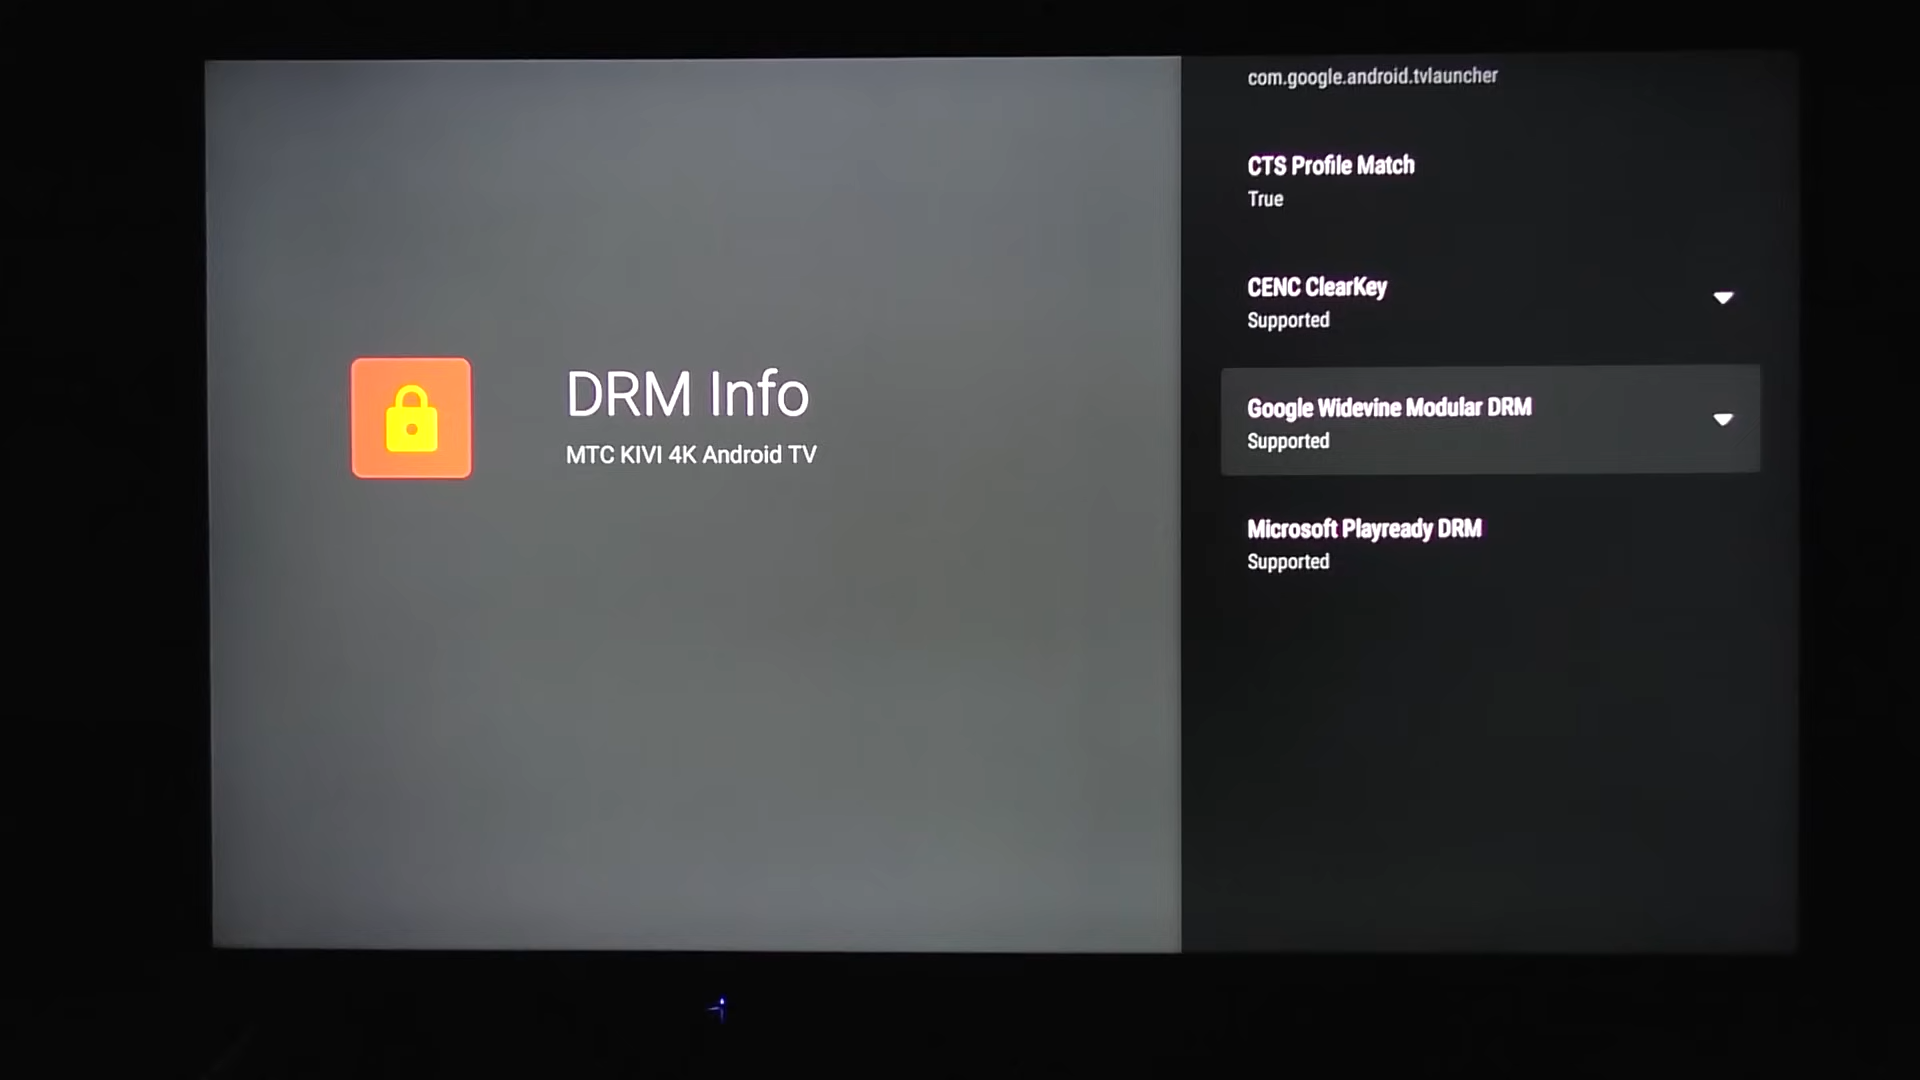 com.google.android.tvlauncher
CTS Profile Match
True
CENC ClearKey
Supported
DRM Info
MTC KIVI 4K Android TV
Google Widevine Modular DRM
Supported
Microsoft Playready DRM
Supported